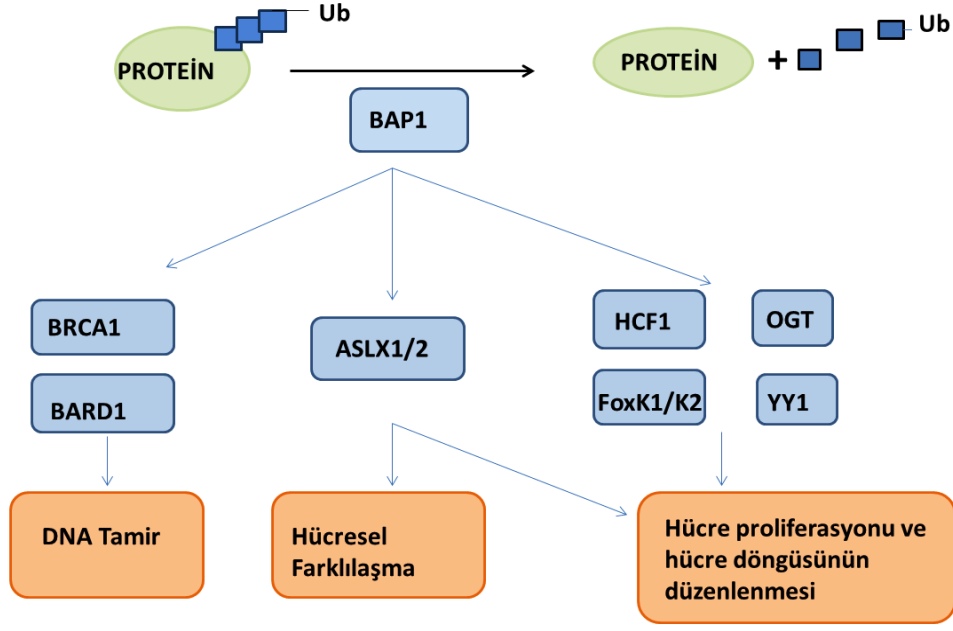 Ub
PROTEİN
PROTEİN
+
Ub
BAP1
BRCA1
BARD1
ASLX1/2
HCF1
OGT
FoxK1/K2
YY1
DNA Tamir
Hücresel
Farklılaşma
Hücre proliferasyonu ve
hücre döngüsünün
düzenlenmesi